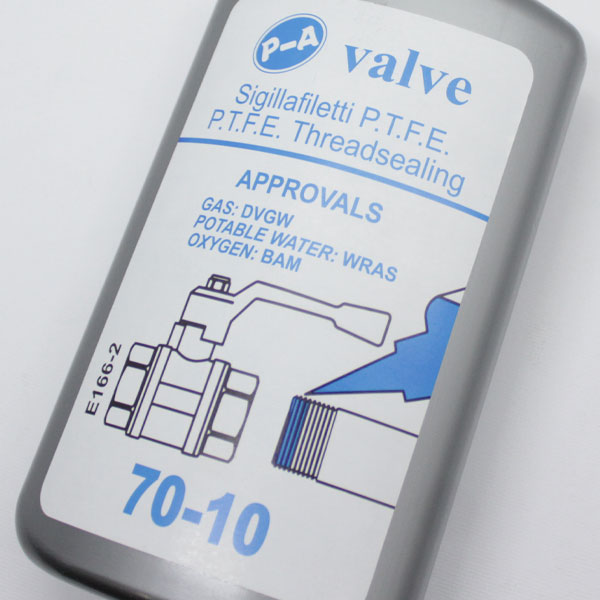 P-A valve
Sigillafiletti P.T.F.E.
P.T.F.E. Threadsealing
APPROVALS
GAS: DVGW
POTABLE WATER: WRAS
OXYGEN: BAM
E166-2
70-10